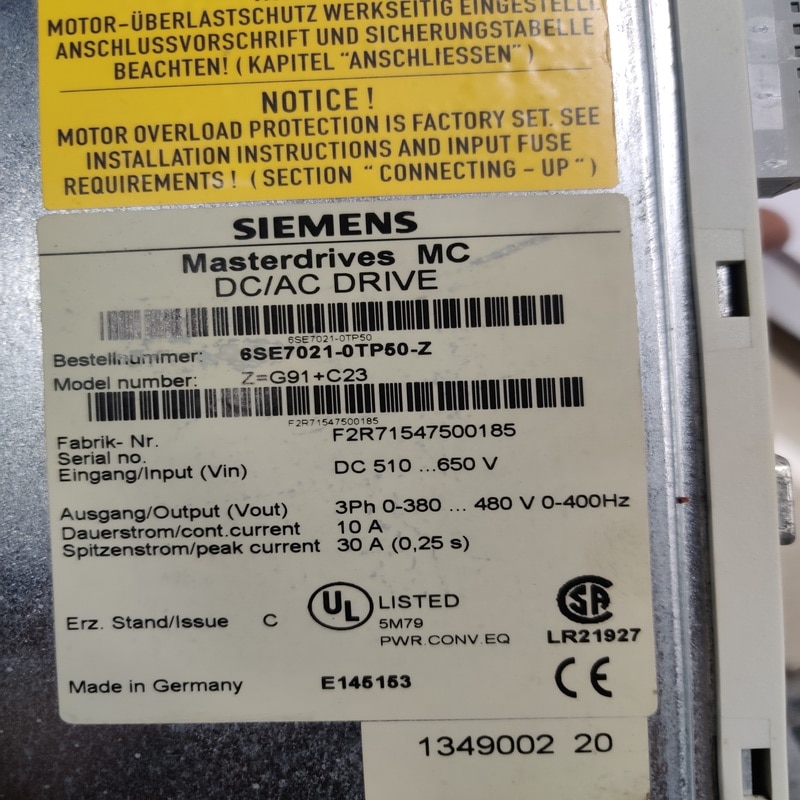 MOTOR-ÜBERLASTSCHUTZ WERKSEITIG EINGESTELLT
ANSCHLUSSVORSCHRIFT UND SICHERUNGSTABELLE
BEACHTEN! ( KAPITEL "ANSCHLIESSEN" )
NOTICE !
MOTOR OVERLOAD PROTECTION IS FACTORY SET. SEE
INSTALLATION INSTRUCTIONS AND INPUT FUSE
REQUIREMENTS ! ( SECTION " CONNECTING - UP " )
SIEMENS
Masterdrives MC
DC/AC DRIVE
6SE7021-0TP50
Bestellnummer: 6SE7021-0TP50-Z
Model number: Z=G91+C23
F2R71547500185
Fabrik- Nr. F2R71547500185
Serial no.
Eingang/Input (Vin) DC 510 ...650 V
Ausgang/Output (Vout) 3Ph 0-380 ... 480 V 0-400Hz
Dauerstrom/cont.current 10 A
Spitzenstrom/peak current 30 A (0,25 s)
Erz. Stand/Issue C
UL LISTED
5M79
PWR.CONV.EQ
SA
LR21927
Made in Germany E145153
CE
1349002 20